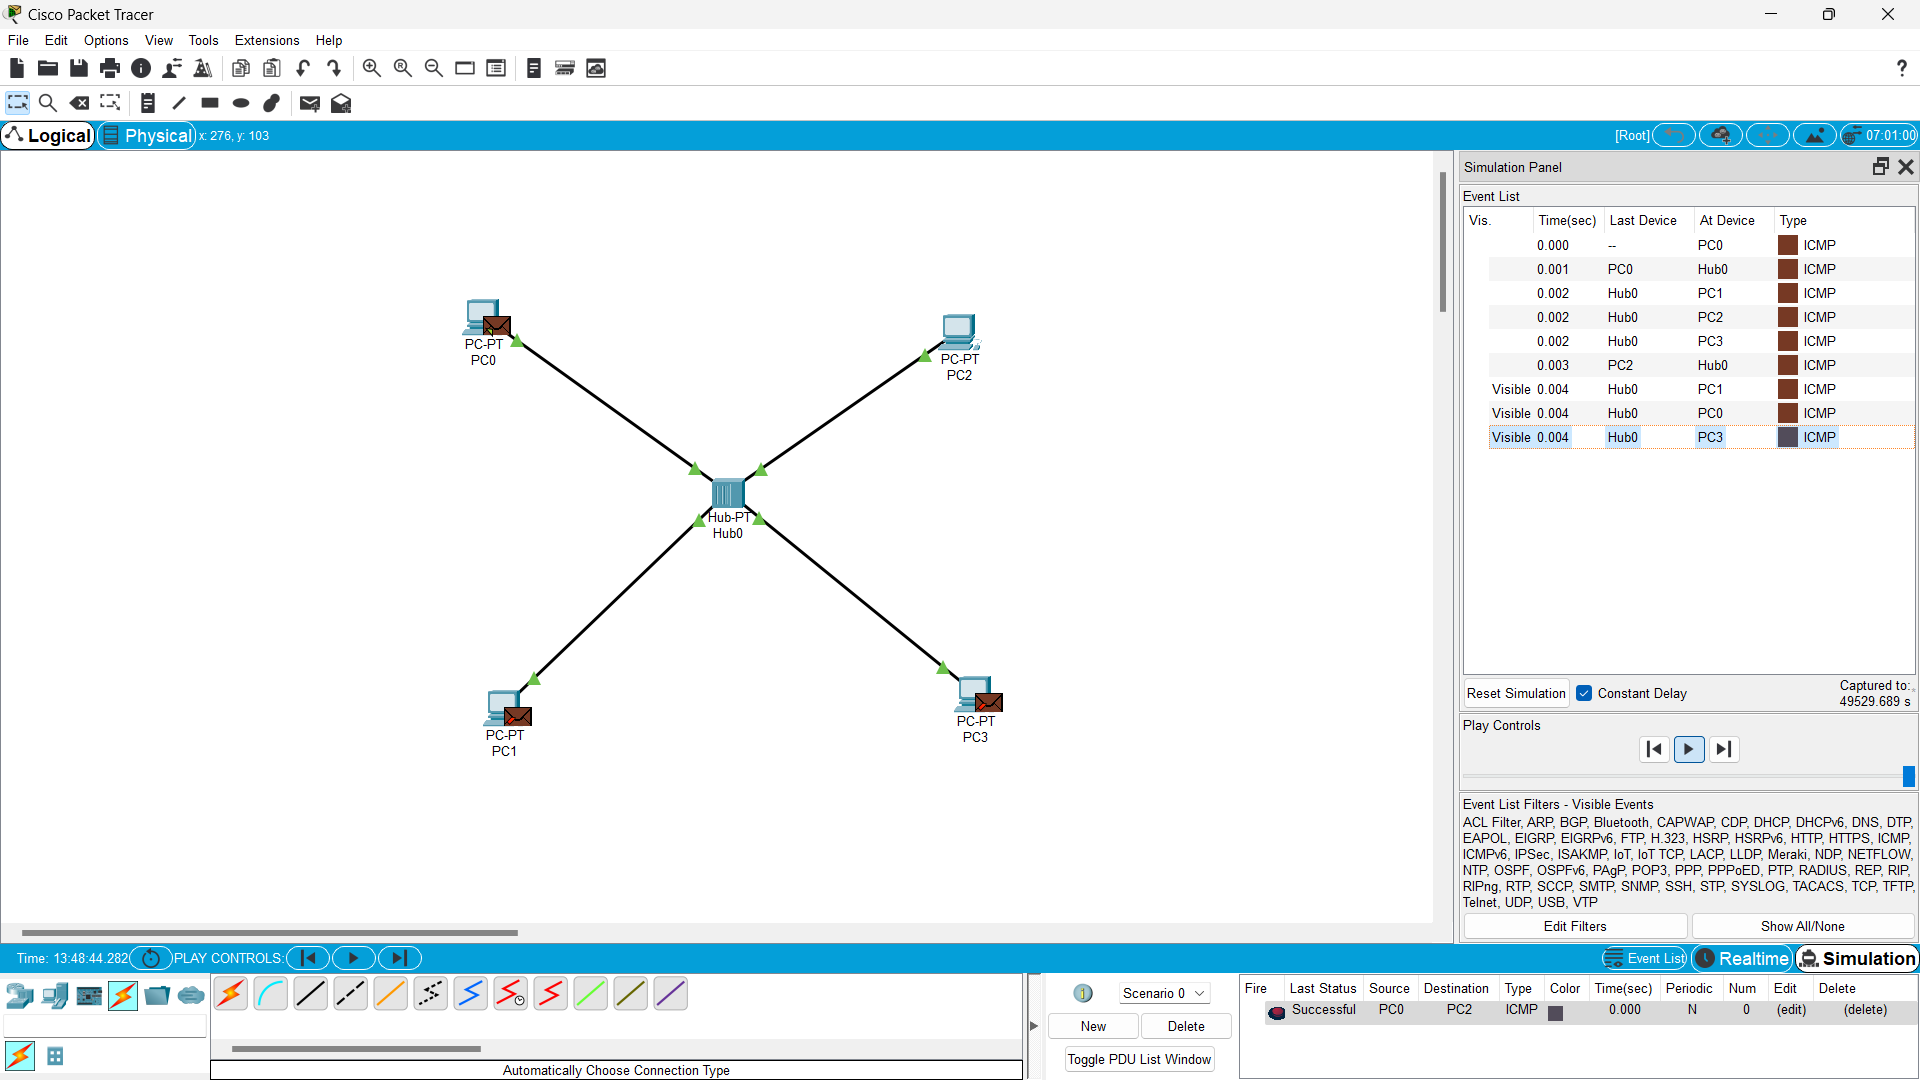 Cisco Packet Tracer
File Edit Options View Tools Extensions Help
Logical Physical x: 276, y: 103 [Root] 07:01:00
Simulation Panel
Event List
Vis. Time(sec) Last Device At Device Type
0.000 -- PC0 ICMP
0.001 PC0 Hub0 ICMP
0.002 Hub0 PC1 ICMP
0.002 Hub0 PC2 ICMP
0.002 Hub0 PC3 ICMP
0.003 PC2 Hub0 ICMP
Visible 0.004 Hub0 PC1 ICMP
Visible 0.004 Hub0 PC0 ICMP
Visible 0.004 Hub0 PC3 ICMP
PC-PT
PC0
PC-PT
PC2
Hub-PT
Hub0
PC-PT
PC1
PC-PT
PC3
Reset Simulation Constant Delay Captured to:
49529.689 s
Play Controls
Event List Filters - Visible Events
ACL Filter, ARP, BGP, Bluetooth, CAPWAP, CDP, DHCP, DHCPv6, DNS, DTP,
EAPOL, EIGRP, EIGRPv6, FTP, H.323, HSRP, HSRPv6, HTTP, HTTPS, ICMP,
ICMPv6, IPSec, ISAKMP, IoT, IoT TCP, LACP, LLDP, Meraki, NDP, NETFLOW,
NTP, OSPF, OSPFv6, PAgP, POP3, PPP, PPPoED, PTP, RADIUS, REP, RIP,
RIPng, RTP, SCCP, SMTP, SNMP, SSH, STP, SYSLOG, TACACS, TCP, TFTP,
Telnet, UDP, USB, VTP
Edit Filters Show All/None
Time: 13:48:44.282 PLAY CONTROLS: Event List Realtime Simulation
Scenario 0
New Delete
Toggle PDU List Window
Fire Last Status Source Destination Type Color Time(sec) Periodic Num Edit Delete
Successful PC0 PC2 ICMP 0.000 N 0 (edit) (delete)
Automatically Choose Connection Type